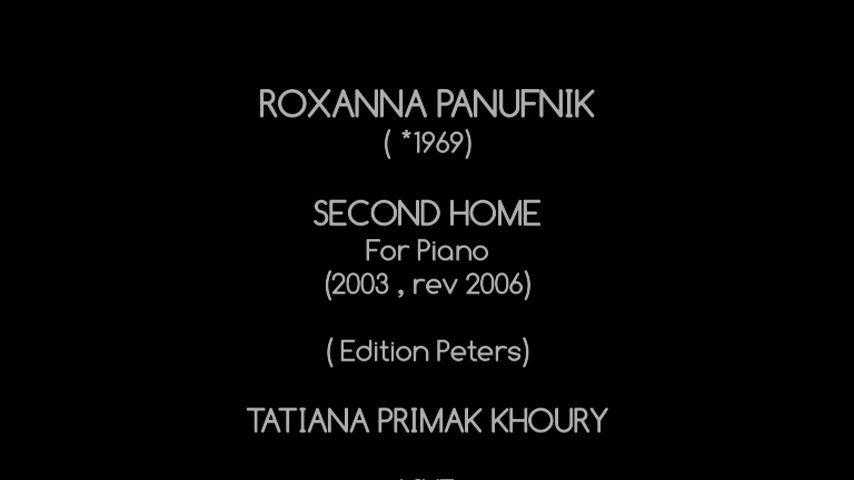 ROXANNA PANUFNIK
( *1969)
SECOND HOME
For Piano
(2003 , rev 2006)
( Edition Peters)
TATIANA PRIMAK KHOURY